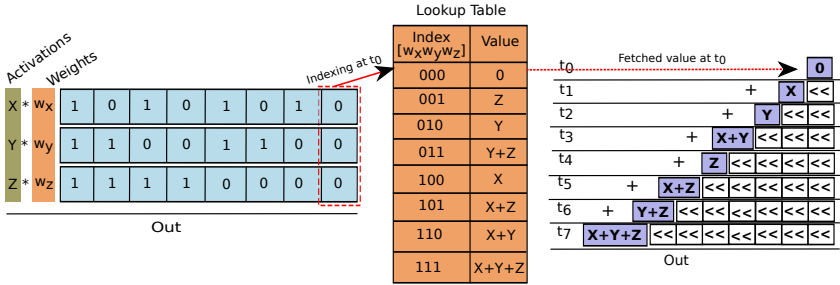 Activations
Weights
X * wx 1 0 1 0 1 0 1 0
Y * wy 1 1 0 0 1 1 0 0
Z * wz 1 1 1 1 0 0 0 0
Out
Indexing at t0
Lookup Table
Index [wxwywz] Value
000 0
001 Z
010 Y
011 Y+Z
100 X
101 X+Z
110 X+Y
111 X+Y+Z
Fetched value at t0
t0 0
t1 + X <<
t2 + Y << <<
t3 + X+Y << << <<
t4 + Z << << << <<
t5 + X+Z << << << << <<
t6 + Y+Z << << << << << <<
t7 X+Y+Z << << << << << << <<
Out